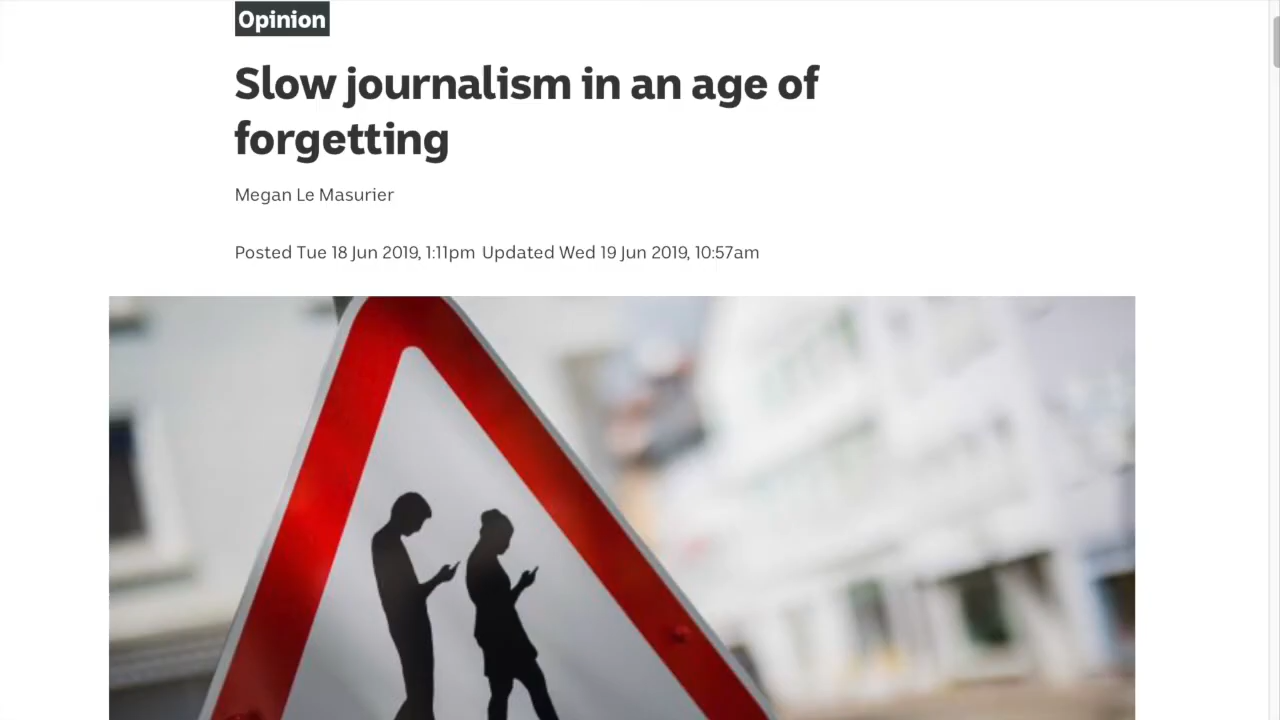 Opinion
Slow journalism in an age of
forgetting
Megan Le Masurier
Posted Tue 18 Jun 2019, 1:11pm Updated Wed 19 Jun 2019, 10:57am